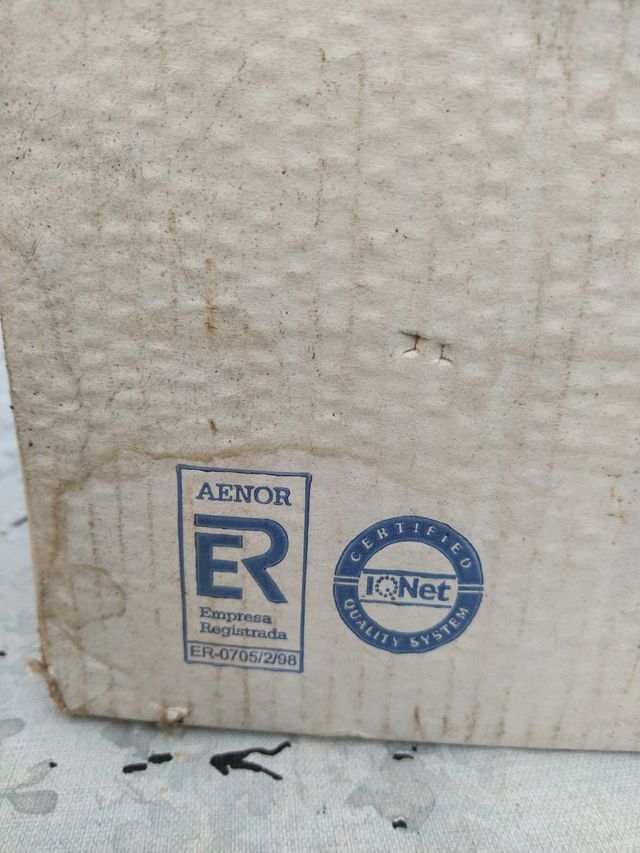 AENOR
ER
Empresa
Registrada
ER-0705/2/98
CERTIFIED
IQNet
QUALITY SYSTEM